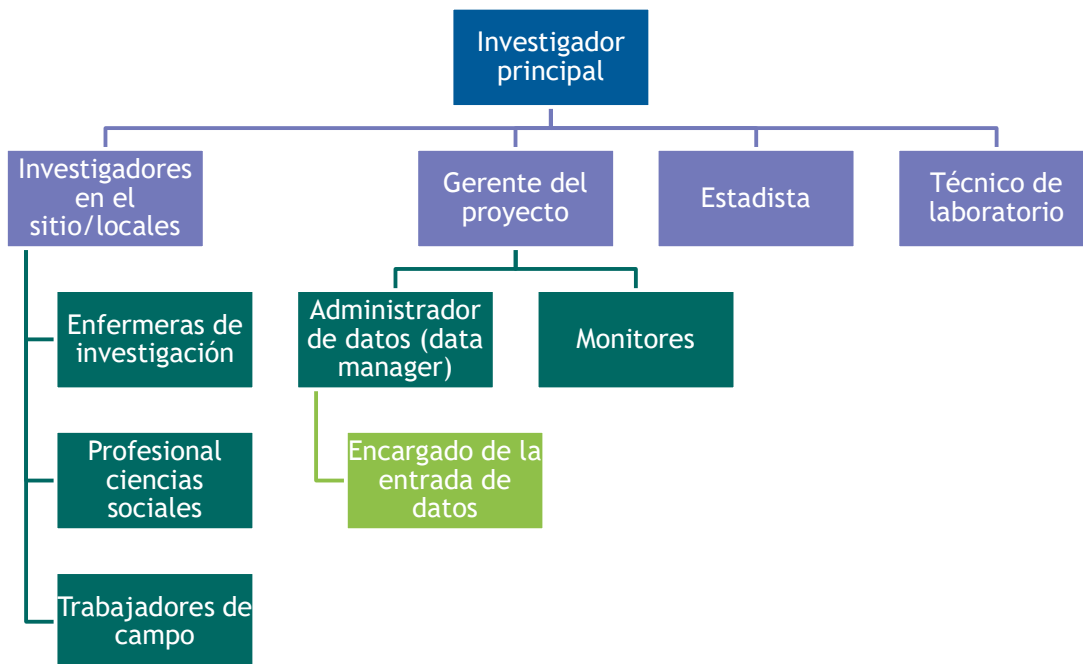 Investigador
principal
Investigadores
en el
sitio/locales
Gerente del
proyecto
Estadista
Técnico de
laboratorio
Enfermeras de
investigación
Administrador
de datos (data
manager)
Monitores
Profesional
ciencias
sociales
Encargado de la
entrada de
datos
Trabajadores de
campo